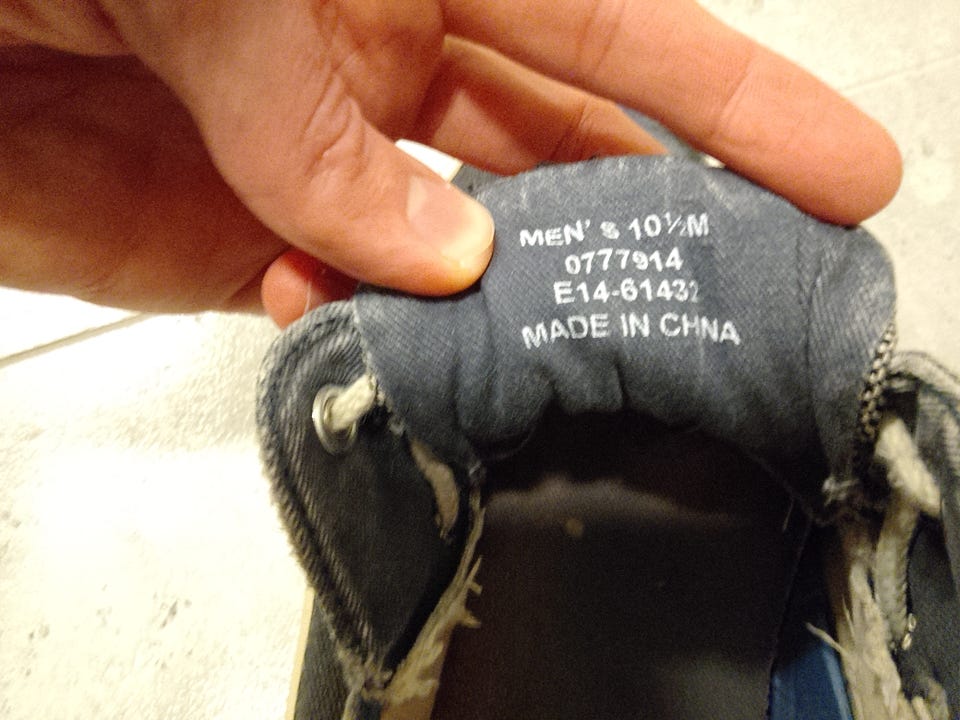 MEN'S 10½M
0777914
E14-61432
MADE IN CHNA